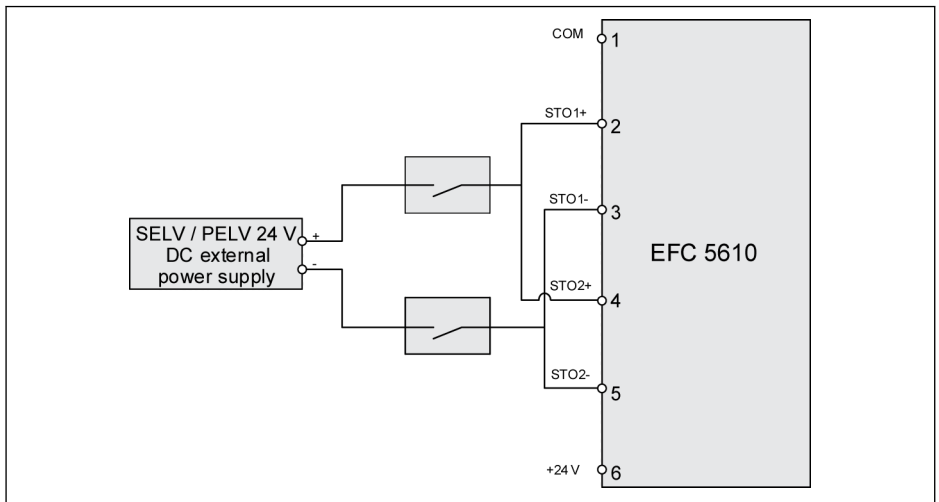 COM
1
STO1+
2
STO1-
3
SELV / PELV 24 V
DC external
power supply
+
-
EFC 5610
STO2+
4
STO2-
5
+24 V
6